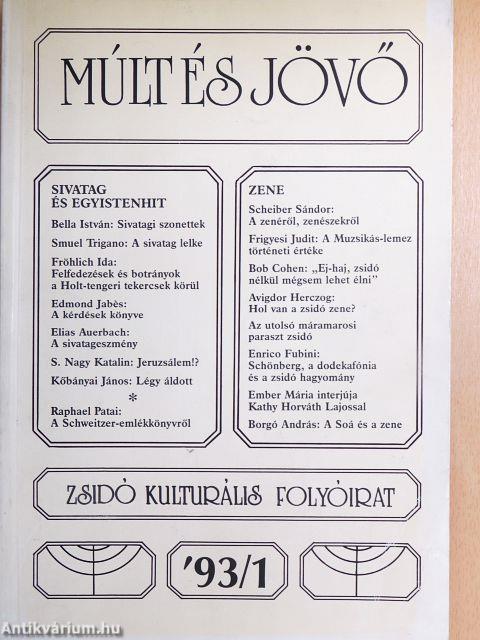 MÚLT ÉS JÖVŐ
SIVATAG
ÉS EGYISTENHIT
Bella István: Sivatagi szonettek
Smuel Trigano: A sivatag lelke
Fröhlich Ida:
Felfedezések és botrányok
a Holt-tengeri tekercsek körül
Edmond Jabès:
A kérdések könyve
Elias Auerbach:
A sivatageszmény
S. Nagy Katalin: Jeruzsálem!?
Kőbányai János: Légy áldott
*
Raphael Patai:
A Schweitzer-emlékkönyvről
ZENE
Scheiber Sándor:
A zenéről, zenészekről
Frigyesi Judit: A Muzsikás-lemez
történeti értéke
Bob Cohen: „Ej-haj, zsidó
nélkül mégsem lehet élni"
Avigdor Herczog:
Hol van a zsidó zene?
Az utolsó máramarosi
paraszt zsidó
Enrico Fubini:
Schönberg, a dodekafónia
és a zsidó hagyomány
Ember Mária interjúja
Kathy Horváth Lajossal
Borgó András: A Soá és a zene
ZSIDÓ KULTURÁLIS FOLYÓIRAT
'93/1
Antikvárium.hu